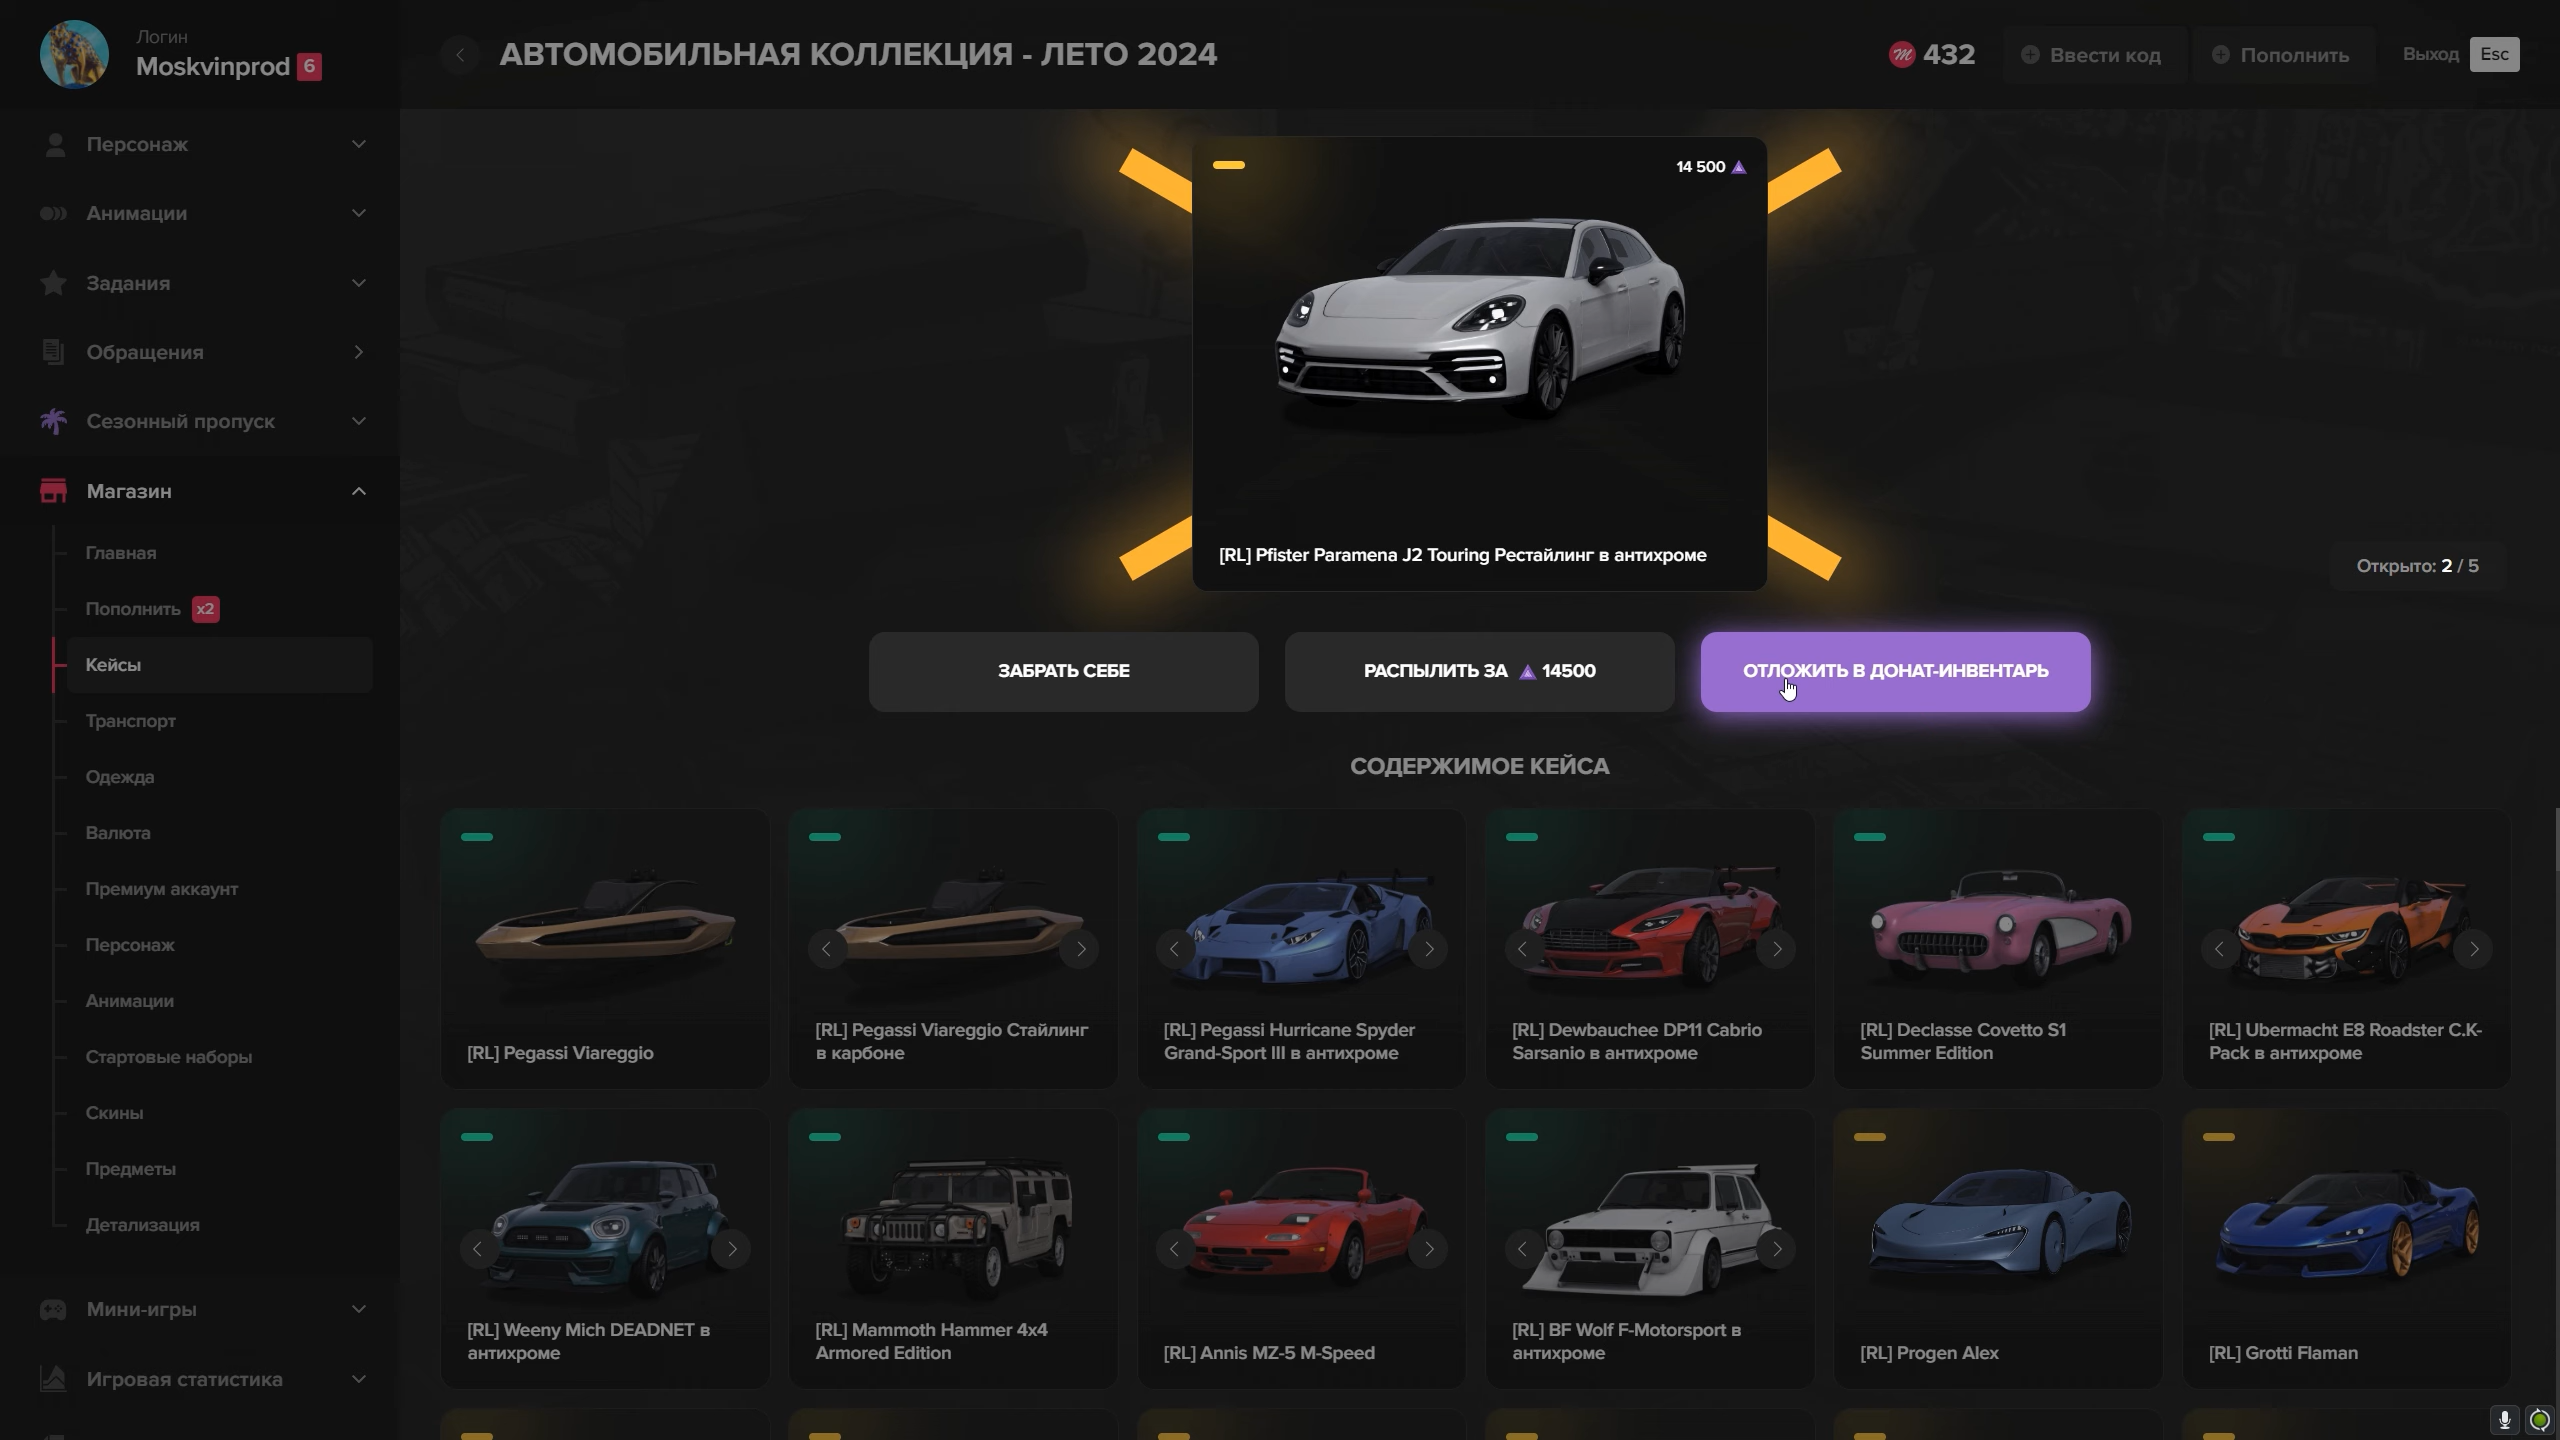 Логин
Moskvinprod 6
АВТОМОБИЛЬНАЯ КОЛЛЕКЦИЯ - ЛЕТО 2024
432
Ввести код
Пополнить
Выход
Esc
Персонаж
Анимации
Задания
Обращения
Сезонный пропуск
Магазин
Главная
Пополнить x2
Кейсы
Транспорт
Одежда
Валюта
Премиум аккаунт
Персонаж
Анимации
Стартовые наборы
Скины
Предметы
Детализация
Мини-игры
Игровая статистика
14 500
[RL] Pfister Paramena J2 Touring Рестайлинг в антихроме
Открыто: 2 / 5
ЗАБРАТЬ СЕБЕ
РАСПЫЛИТЬ ЗА 14500
ОТЛОЖИТЬ В ДОНАТ-ИНВЕНТАРЬ
СОДЕРЖИМОЕ КЕЙСА
[RL] Pegassi Viareggio
[RL] Pegassi Viareggio Стайлинг
в карбоне
[RL] Pegassi Hurricane Spyder
Grand-Sport III в антихроме
[RL] Dewbauchee DP11 Cabrio
Sarsanio в антихроме
[RL] Declasse Covetto S1
Summer Edition
[RL] Ubermacht E8 Roadster C.K-
Pack в антихроме
[RL] Weeny Mich DEADNET в
антихроме
[RL] Mammoth Hammer 4x4
Armored Edition
[RL] Annis MZ-5 M-Speed
[RL] BF Wolf F-Motorsport в
антихроме
[RL] Progen Alex
[RL] Grotti Flaman